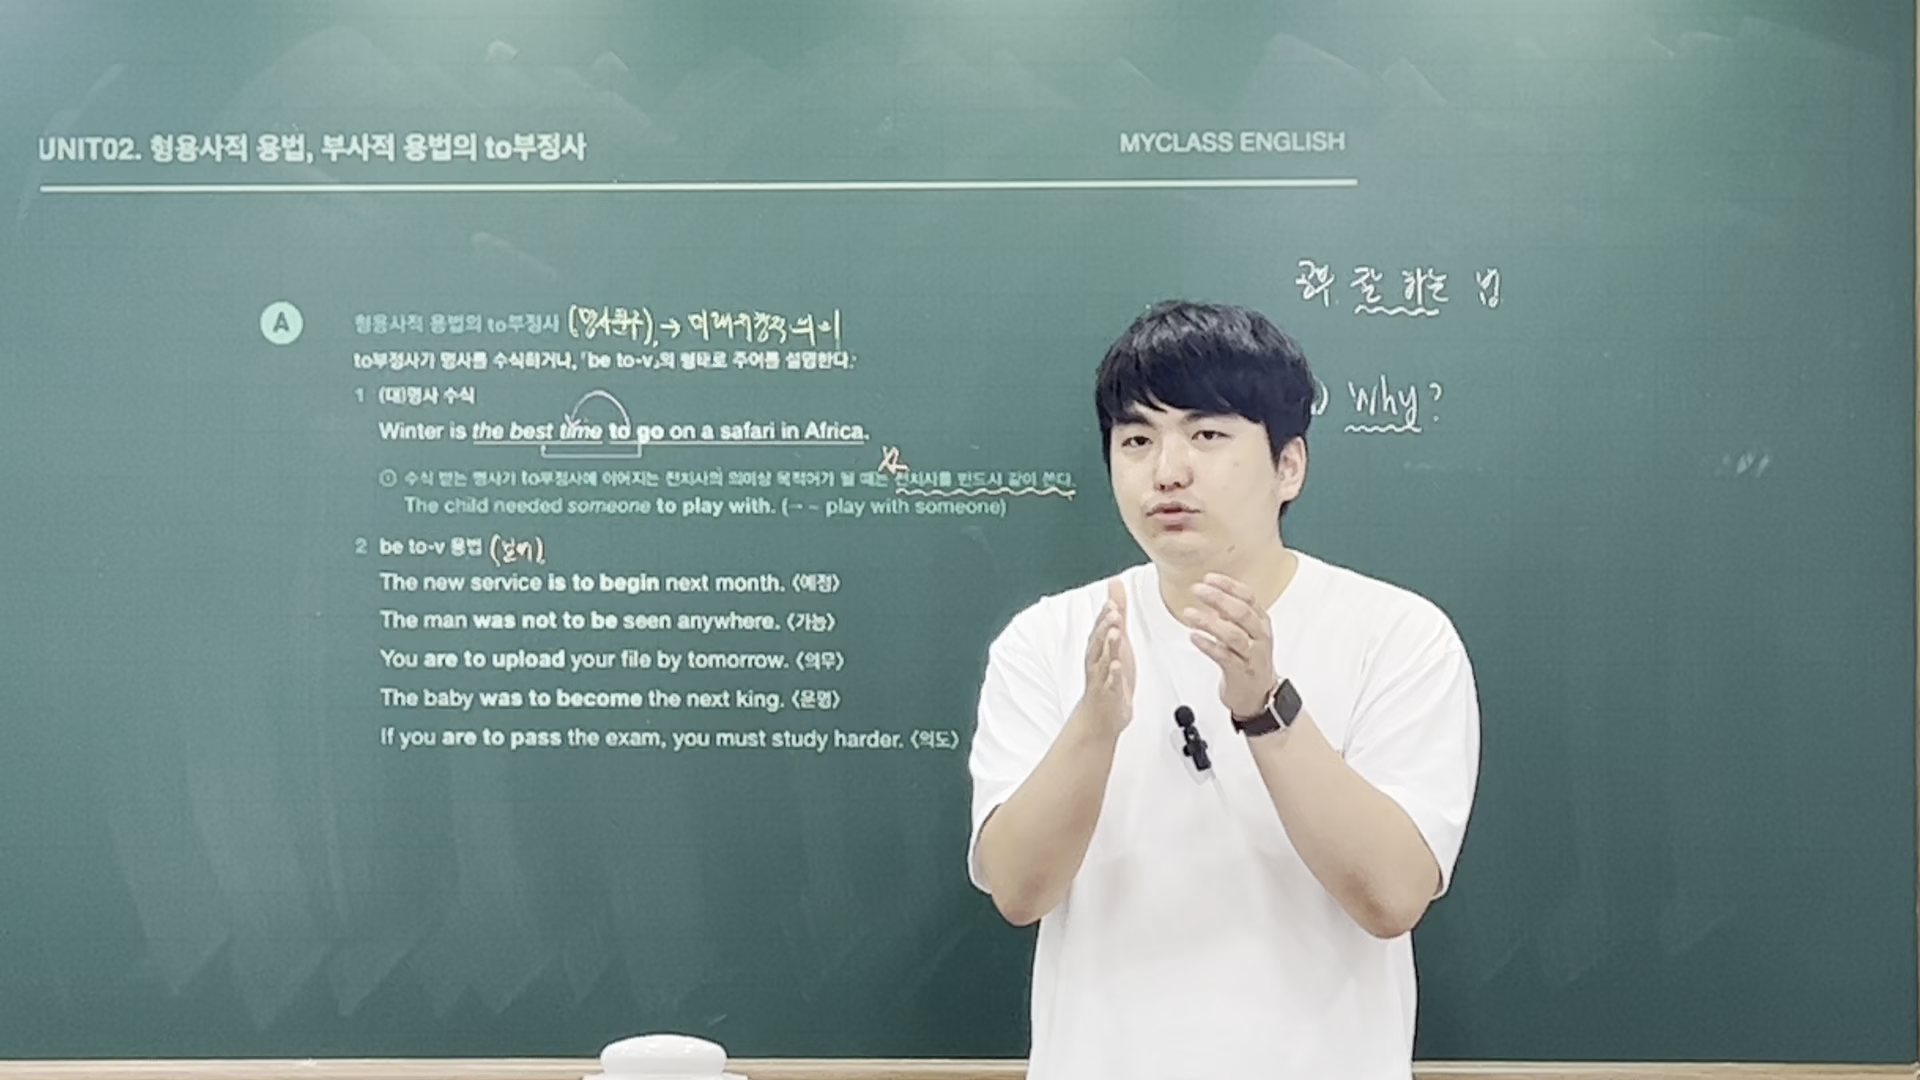 UNIT02. 형용사적 용법, 부사적 용법의 to부정사
MYCLASS ENGLISH
A
형용사적 용법의 to부정사 (명사수식) → 미래지향적 의미
to부정사가 명사를 수식하거나, 「be to-v」의 형태로 주어를 설명한다.
1 (대)명사 수식
Winter is the best time to go on a safari in Africa.
① 수식 받는 명사가 to부정사에 이어지는 전치사의 의미상 목적어가 될 때는 전치사를 반드시 같이 쓴다.
The child needed someone to play with. (→ ~ play with someone)
2 be to-v 용법
The new service is to begin next month. 〈예정〉
The man was not to be seen anywhere. 〈가능〉
You are to upload your file by tomorrow. 〈의무〉
The baby was to become the next king. 〈운명〉
If you are to pass the exam, you must study harder. 〈의도〉
공부 잘 하는 법
Why?